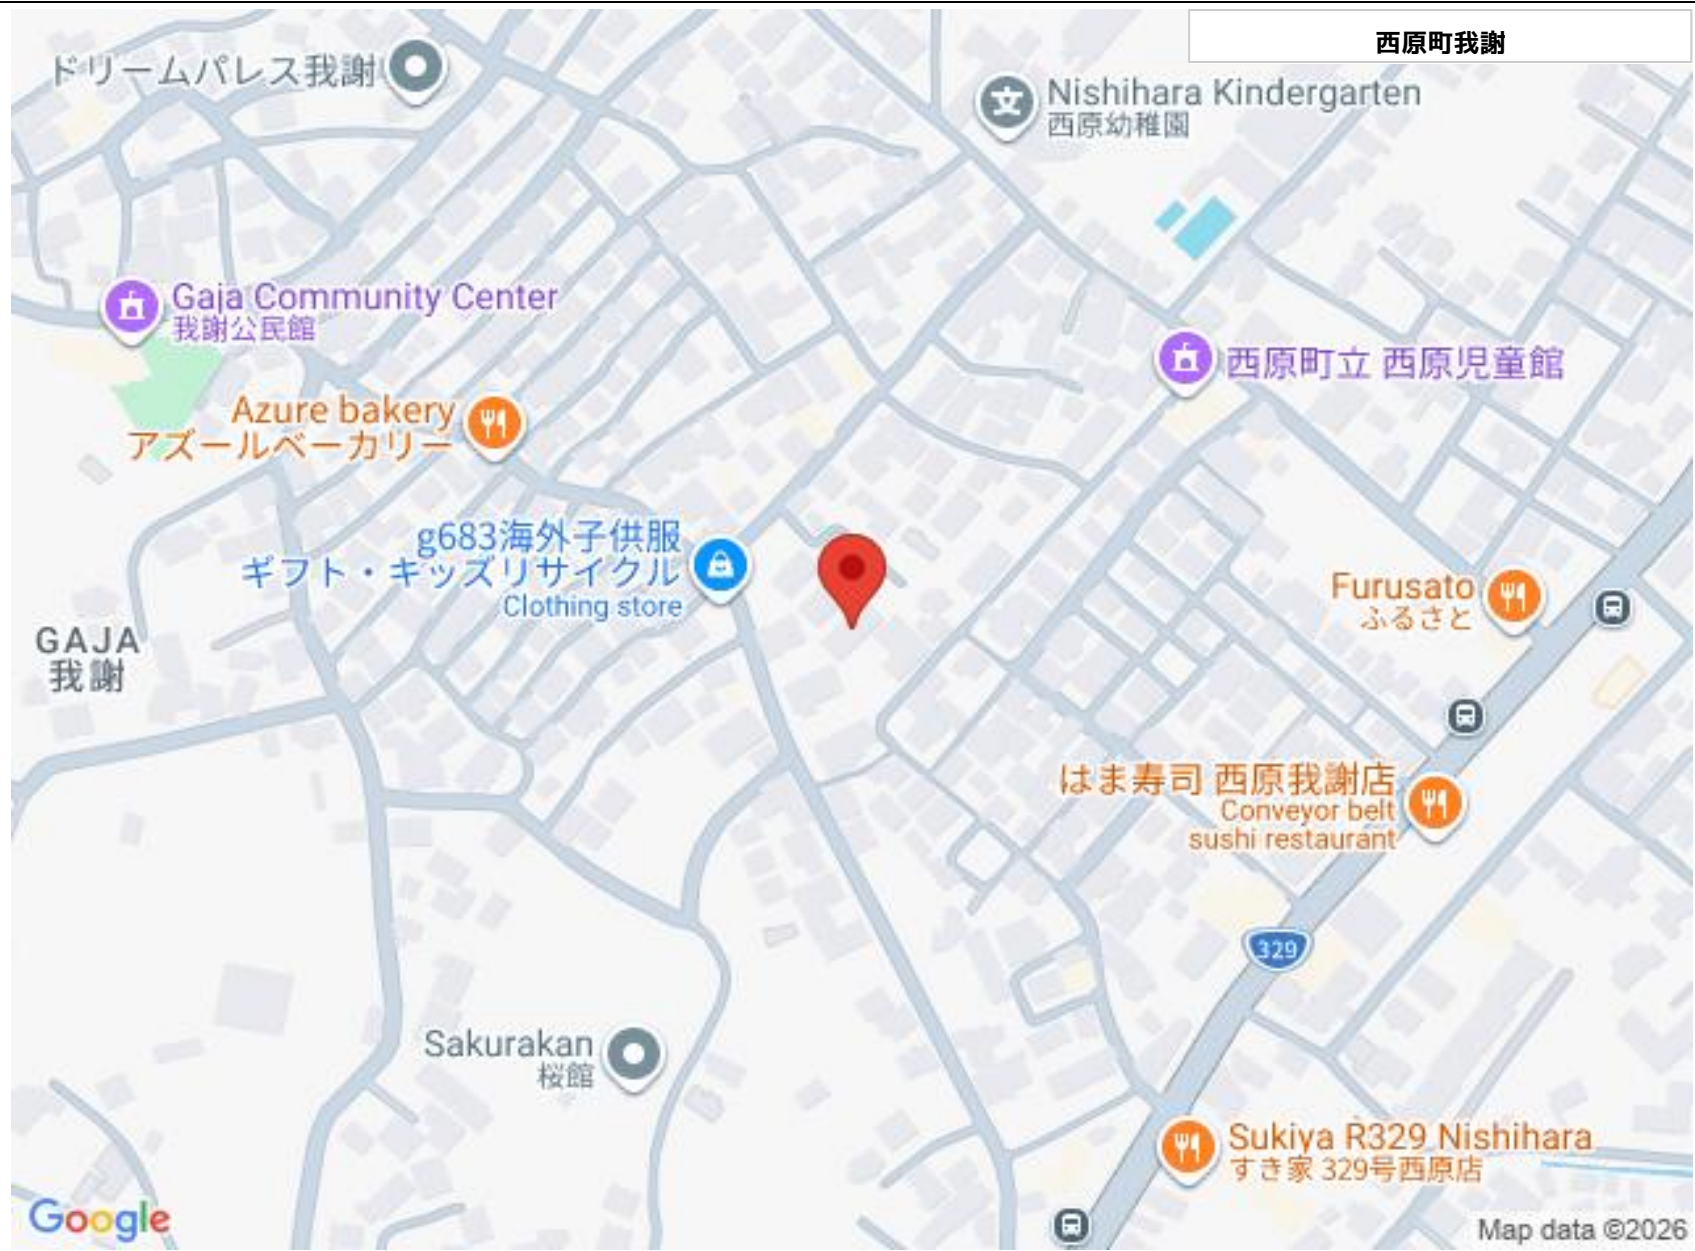 西原町我謝
ドリームパレス我謝
Nishihara Kindergarten
西原幼稚園
Gaja Community Center
我謝公民館
西原町立 西原児童館
Azure bakery
アズールベーカリー
g683海外子供服
ギフト・キッズリサイクル
Clothing store
Furusato
ふるさと
GAJA
我謝
はま寿司 西原我謝店
Conveyor belt
sushi restaurant
329
Sakurakan
桜館
Sukiya R329 Nishihara
すき家 329号西原店
Google
Map data ©2026